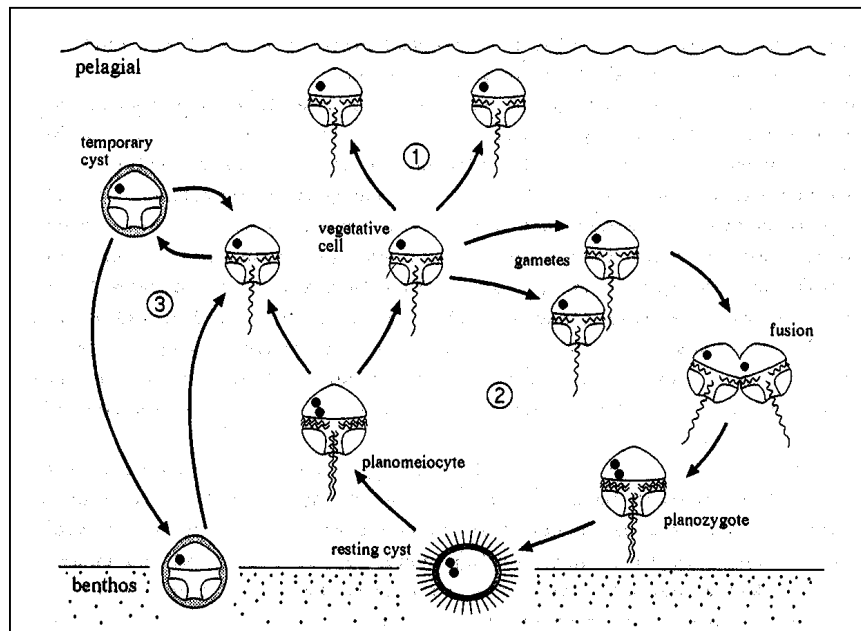 pelagial
temporary
cyst
①
vegetative
cell
gametes
③
fusion
②
planomeiocyte
planozygote
resting cyst
benthos